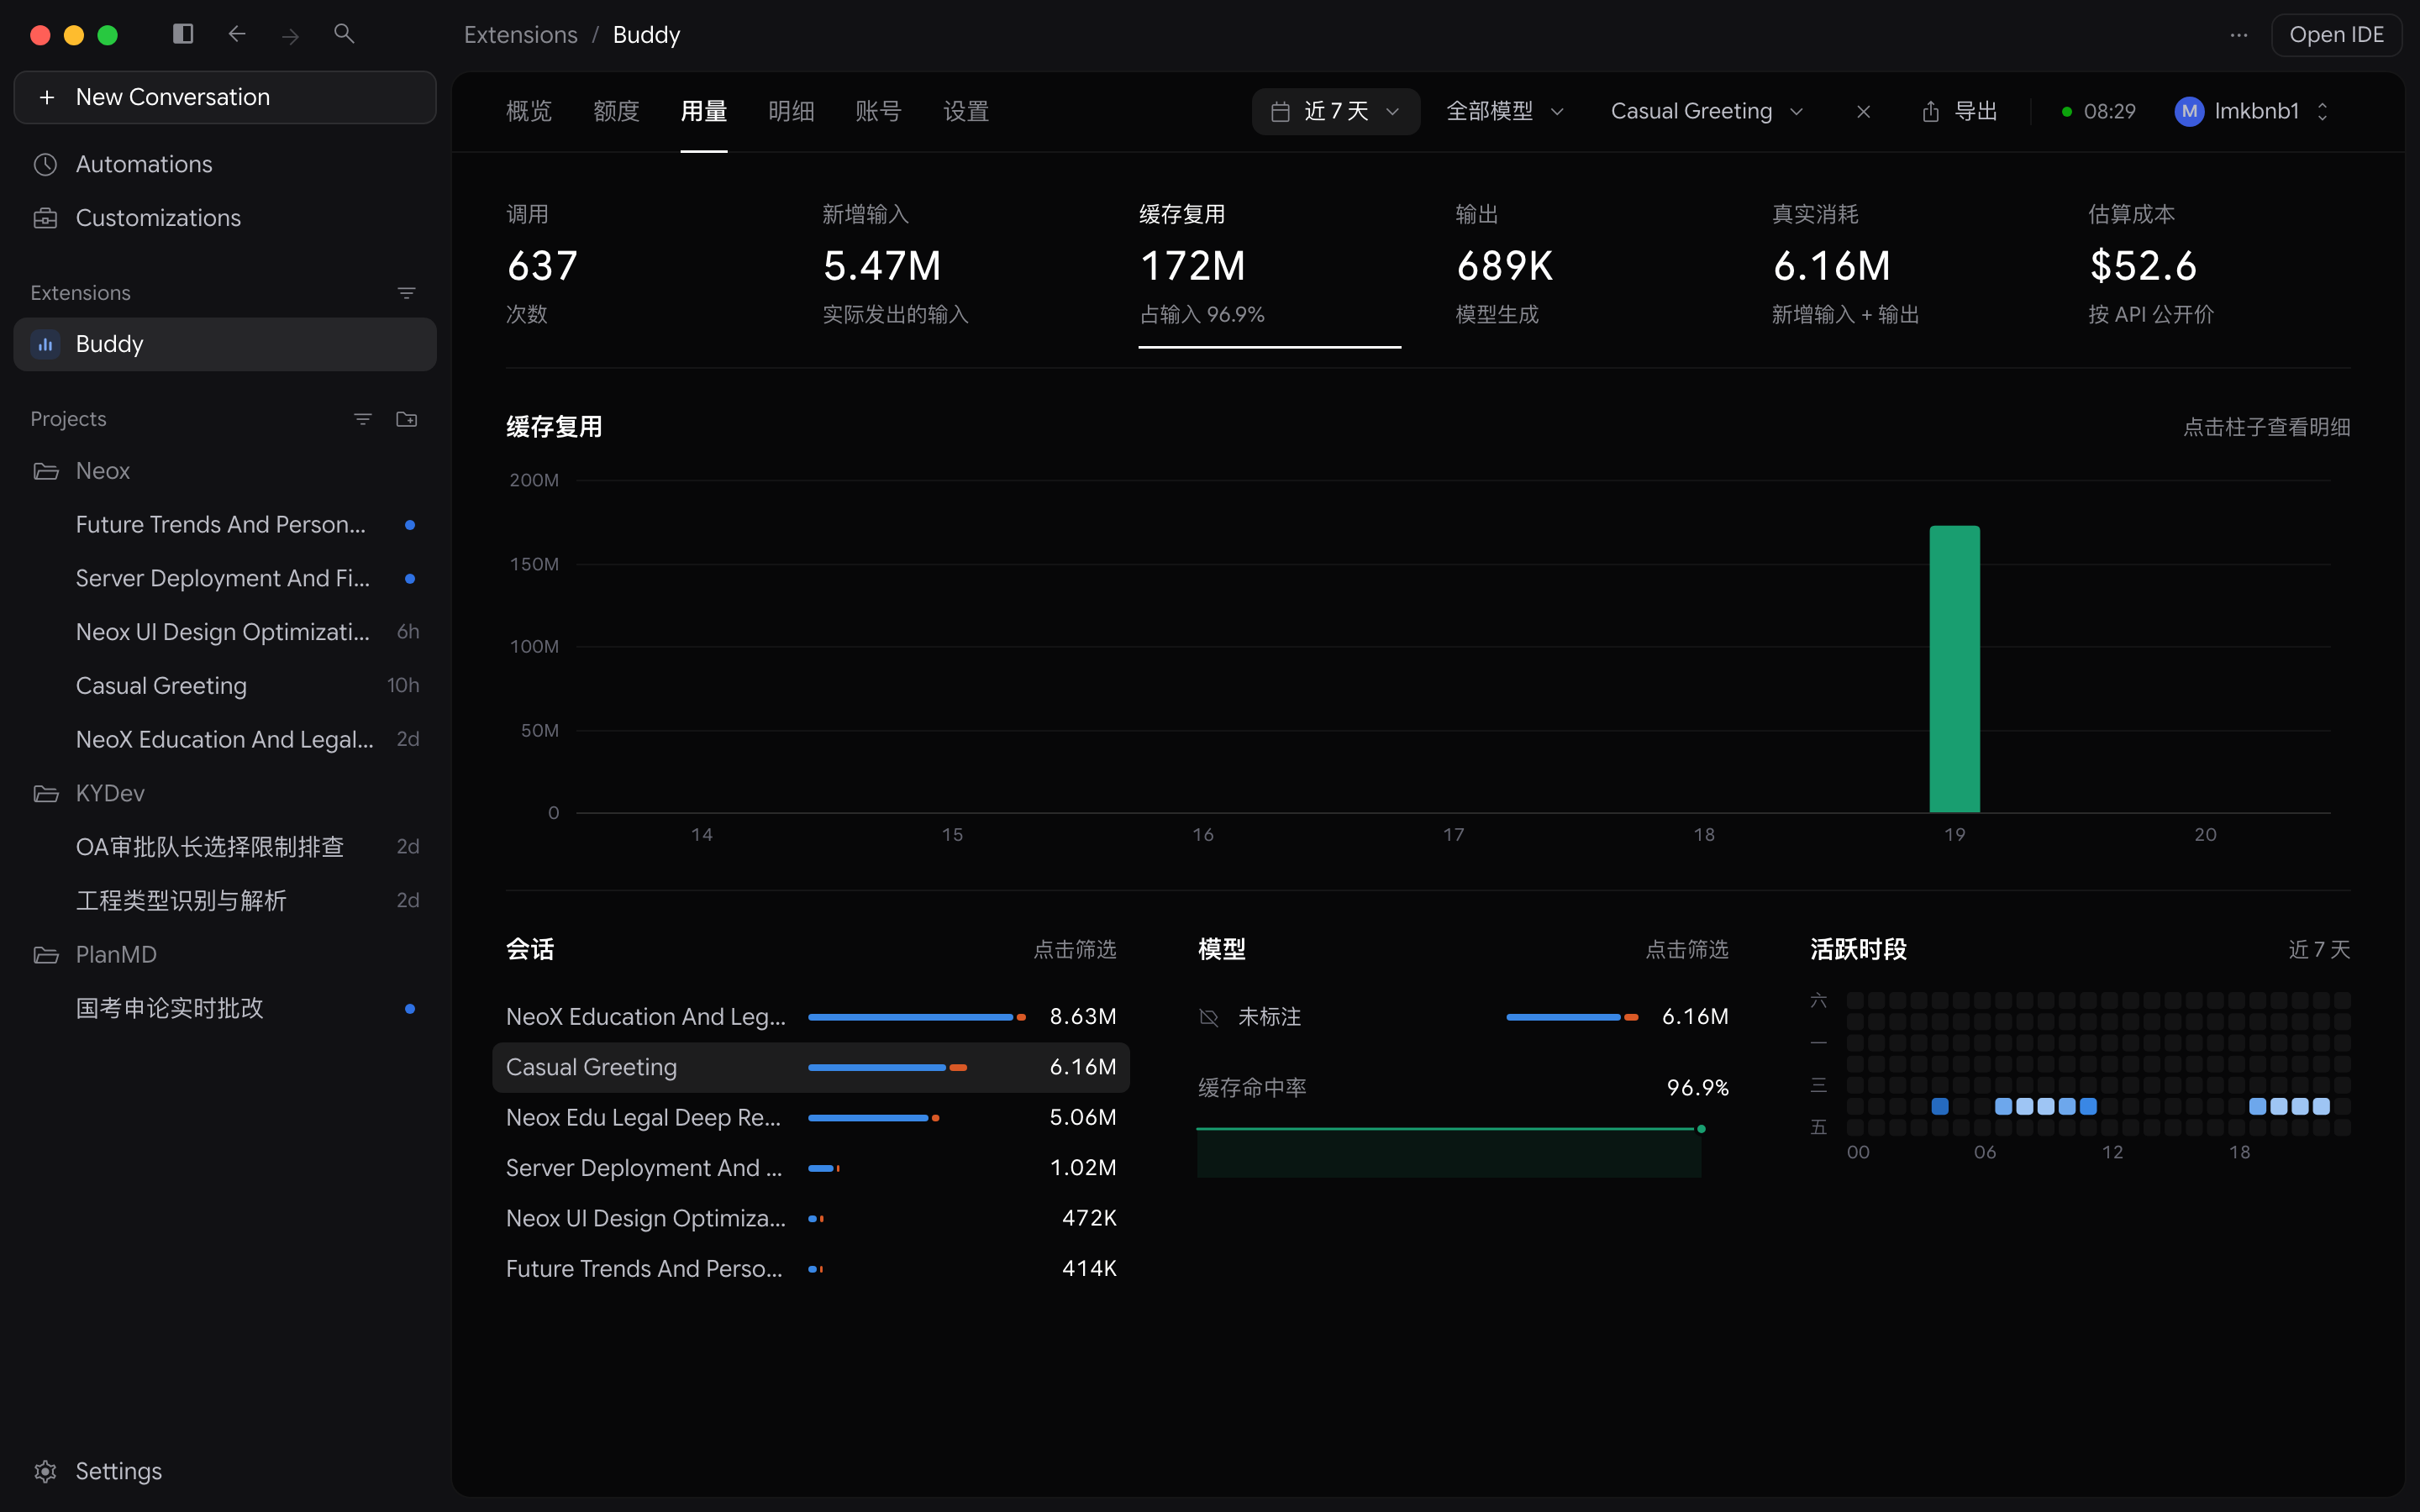 Extensions / Buddy
Open IDE
New Conversation
Automations
Customizations
Extensions
Buddy
Projects
Neox
Future Trends And Person...
Server Deployment And Fi...
Neox UI Design Optimizati... 6h
Casual Greeting 10h
NeoX Education And Legal... 2d
KYDev
OA审批队长选择限制排查 2d
工程类型识别与解析 2d
PlanMD
国考申论实时批改
Settings
概览 额度 用量 明细 账号 设置
近 7 天 全部模型 Casual Greeting 导出 08:29 M lmkbnb1
调用 新增输入 缓存复用 输出 真实消耗 估算成本
637 5.47M 172M 689K 6.16M $52.6
次数 实际发出的输入 占输入 96.9% 模型生成 新增输入 + 输出 按 API 公开价
缓存复用 点击柱子查看明细
200M
150M
100M
50M
0
14 15 16 17 18 19 20
会话 点击筛选
NeoX Education And Leg... 8.63M
Casual Greeting 6.16M
Neox Edu Legal Deep Re... 5.06M
Server Deployment And ... 1.02M
Neox UI Design Optimiza... 472K
Future Trends And Perso... 414K
模型 点击筛选
未标注 6.16M
缓存命中率 96.9%
活跃时段 近 7 天
六
一
三
五
00 06 12 18